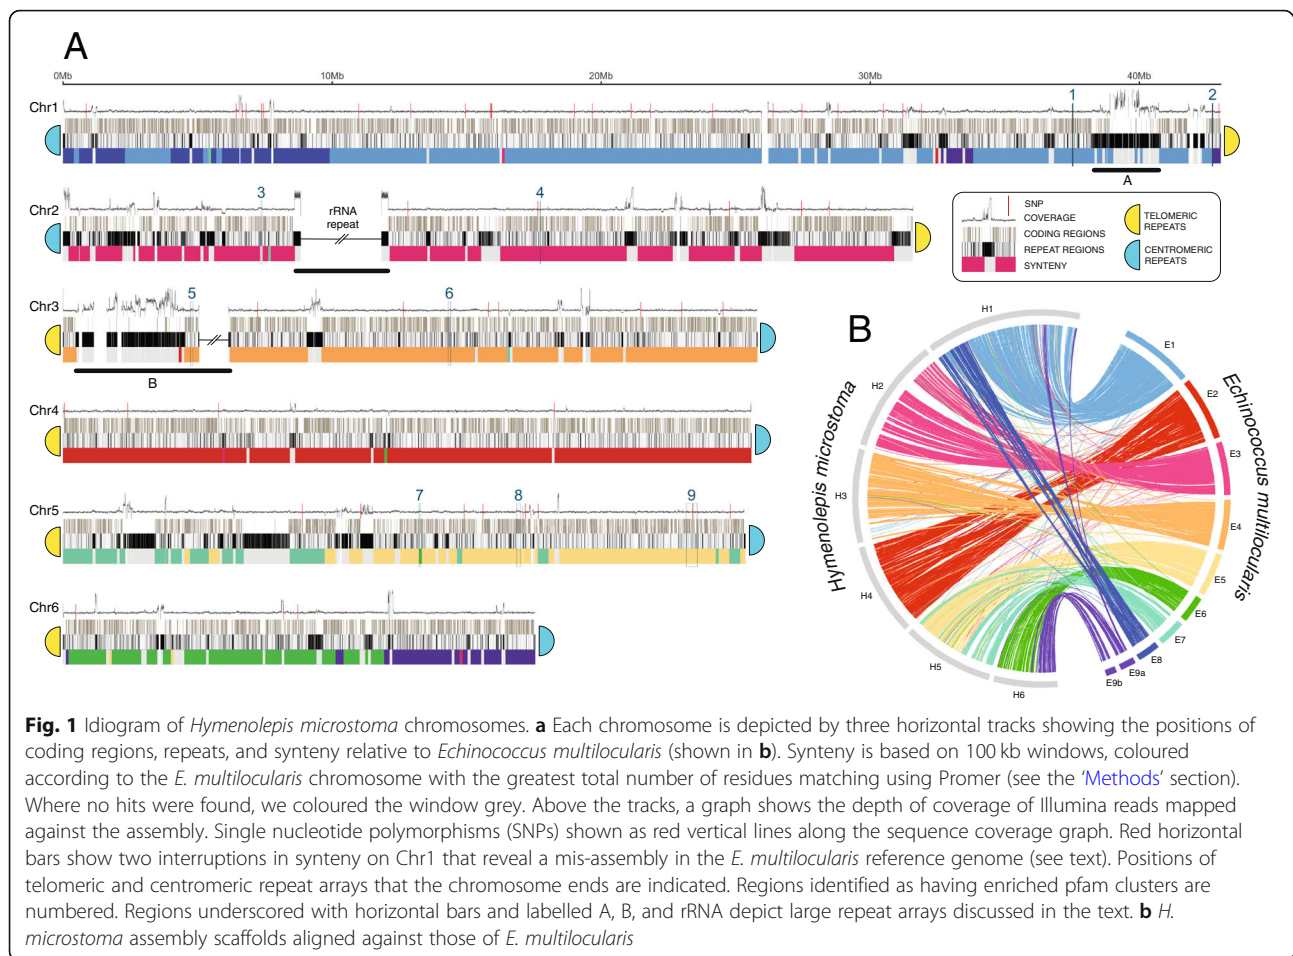 A
0Mb 10Mb 20Mb 30Mb 40Mb
Chr1
1 2
A
Chr2
3 4
rRNA
repeat
SNP
COVERAGE
CODING REGIONS
REPEAT REGIONS
SYNTENY
TELOMERIC
REPEATS
CENTROMERIC
REPEATS
Chr3
5 6
B
Chr4
Chr5
7 8 9
Chr6
B
Hymenolepis microstoma
H1
H2
H3
H4
H5
H6
Echinococcus multilocularis
E1
E2
E3
E4
E5
E6
E7
E8
E9a
E9b
Fig. 1 Idiogram of Hymenolepis microstoma chromosomes. a Each chromosome is depicted by three horizontal tracks showing the positions of
coding regions, repeats, and synteny relative to Echinococcus multilocularis (shown in b). Synteny is based on 100 kb windows, coloured
according to the E. multilocularis chromosome with the greatest total number of residues matching using Promer (see the ‘Methods’ section).
Where no hits were found, we coloured the window grey. Above the tracks, a graph shows the depth of coverage of Illumina reads mapped
against the assembly. Single nucleotide polymorphisms (SNPs) shown as red vertical lines along the sequence coverage graph. Red horizontal
bars show two interruptions in synteny on Chr1 that reveal a mis-assembly in the E. multilocularis reference genome (see text). Positions of
telomeric and centromeric repeat arrays that the chromosome ends are indicated. Regions identified as having enriched pfam clusters are
numbered. Regions underscored with horizontal bars and labelled A, B, and rRNA depict large repeat arrays discussed in the text. b H.
microstoma assembly scaffolds aligned against those of E. multilocularis